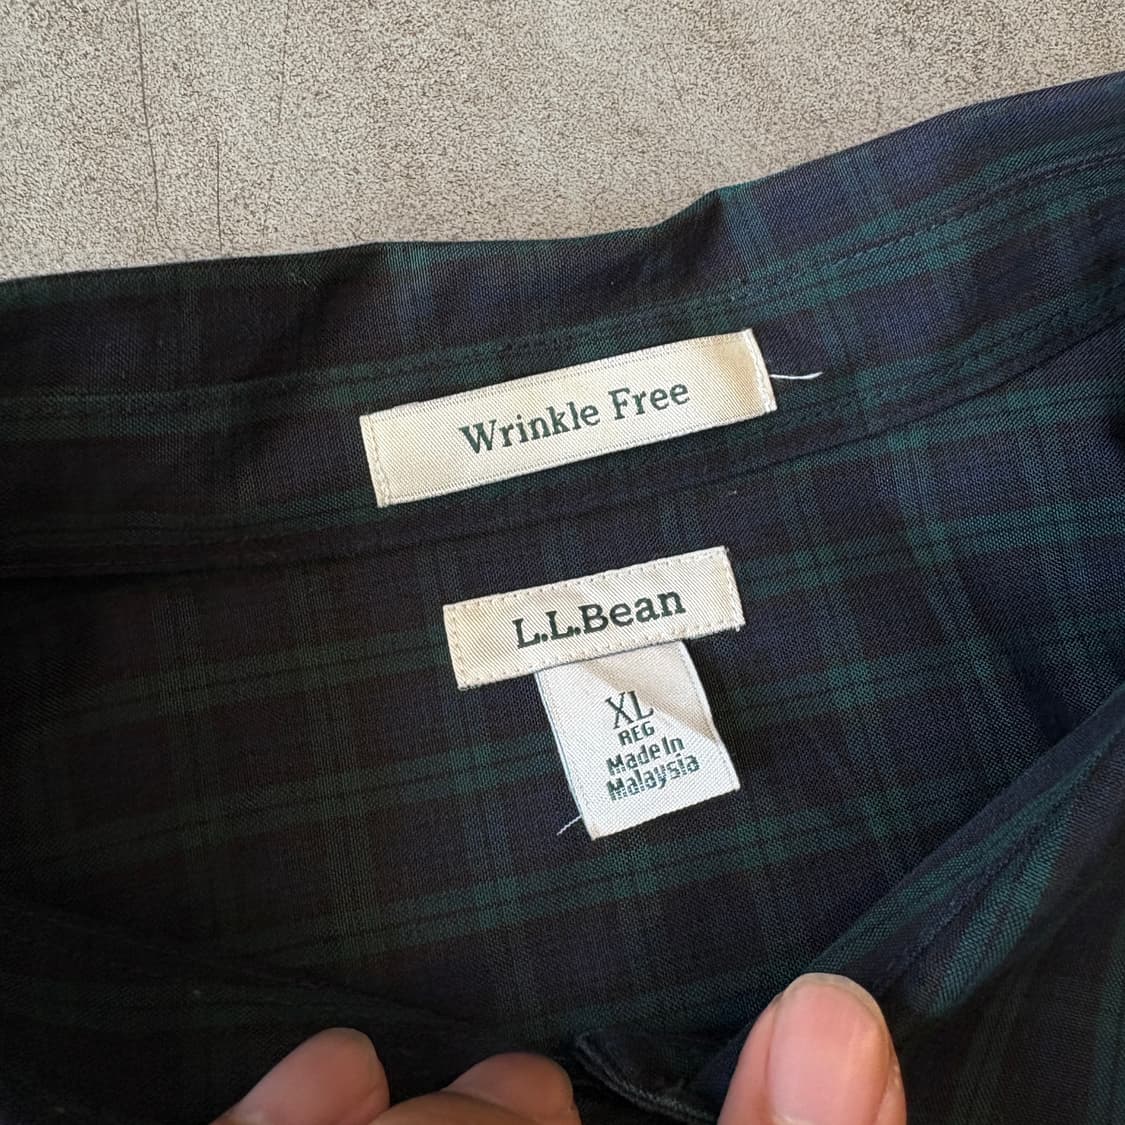 Wrinkle Free
L.L.Bean
XL
REG
Made In
Malaysia